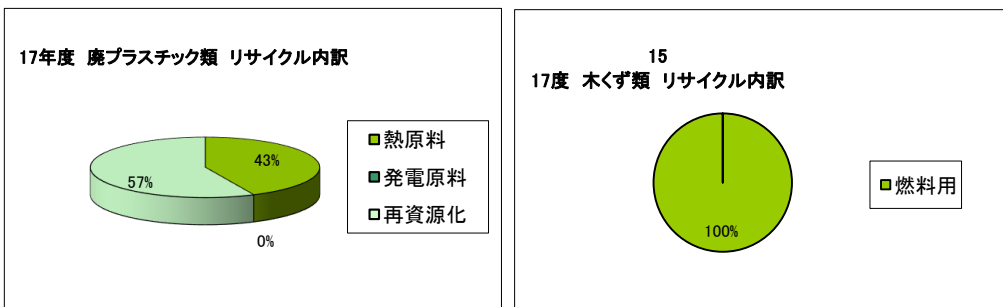 17年度 廃プラスチック類 リサイクル内訳
43%
57%
0%
熱原料
発電原料
再資源化
15
17度 木くず類 リサイクル内訳
100%
燃料用